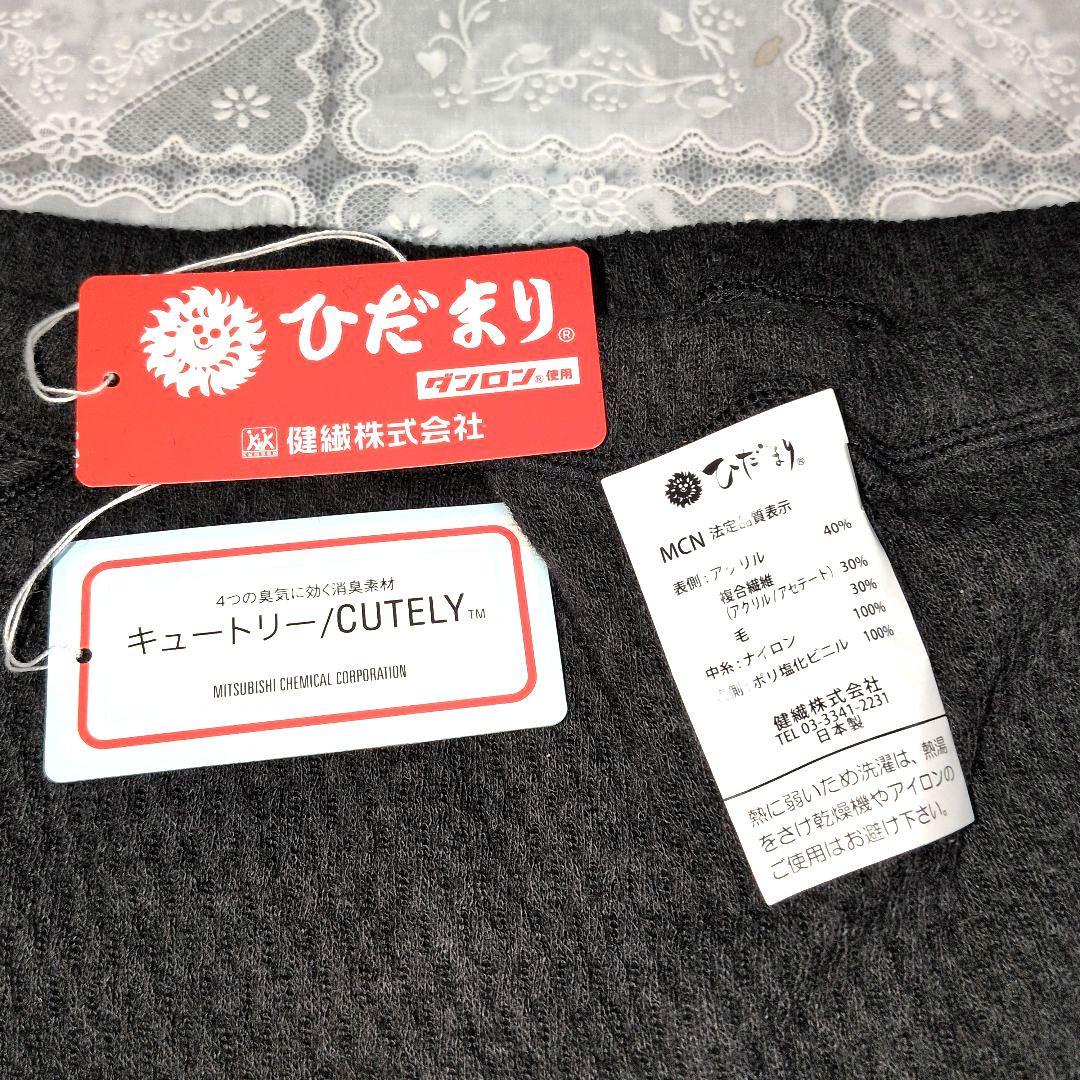 ひだまり®
ダンロン®使用
KENSEN
健繊株式会社
4つの臭気に効く消臭素材
キュートリー/CUTELY™
MITSUBISHI CHEMICAL CORPORATION
ひだまり®
MCN 法定品質表示
表側:アクリル 40%
複合繊維 30%
(アクリル/アセテート)
毛 30%
中糸:ナイロン 100%
裏側:ポリ塩化ビニル 100%
健繊株式会社
TEL 03-3341-2231
日本製
熱に弱いため洗濯は、熱湯
をさけ乾燥機やアイロンの
ご使用はお避け下さい。